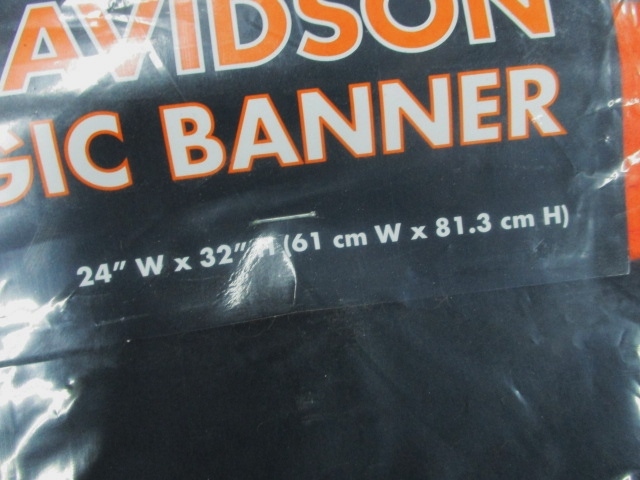 AVIDSON
GIC BANNER
24" W x 32" H (61 cm W x 81.3 cm H)